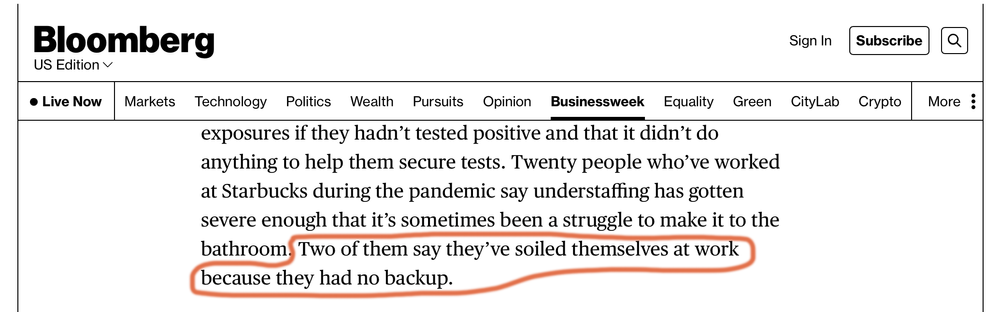 Bloomberg
US Edition
Sign In Subscribe
Live Now Markets Technology Politics Wealth Pursuits Opinion Businessweek Equality Green CityLab Crypto More
exposures if they hadn’t tested positive and that it didn’t do
anything to help them secure tests. Twenty people who’ve worked
at Starbucks during the pandemic say understaffing has gotten
severe enough that it’s sometimes been a struggle to make it to the
bathroom. Two of them say they’ve soiled themselves at work
because they had no backup.